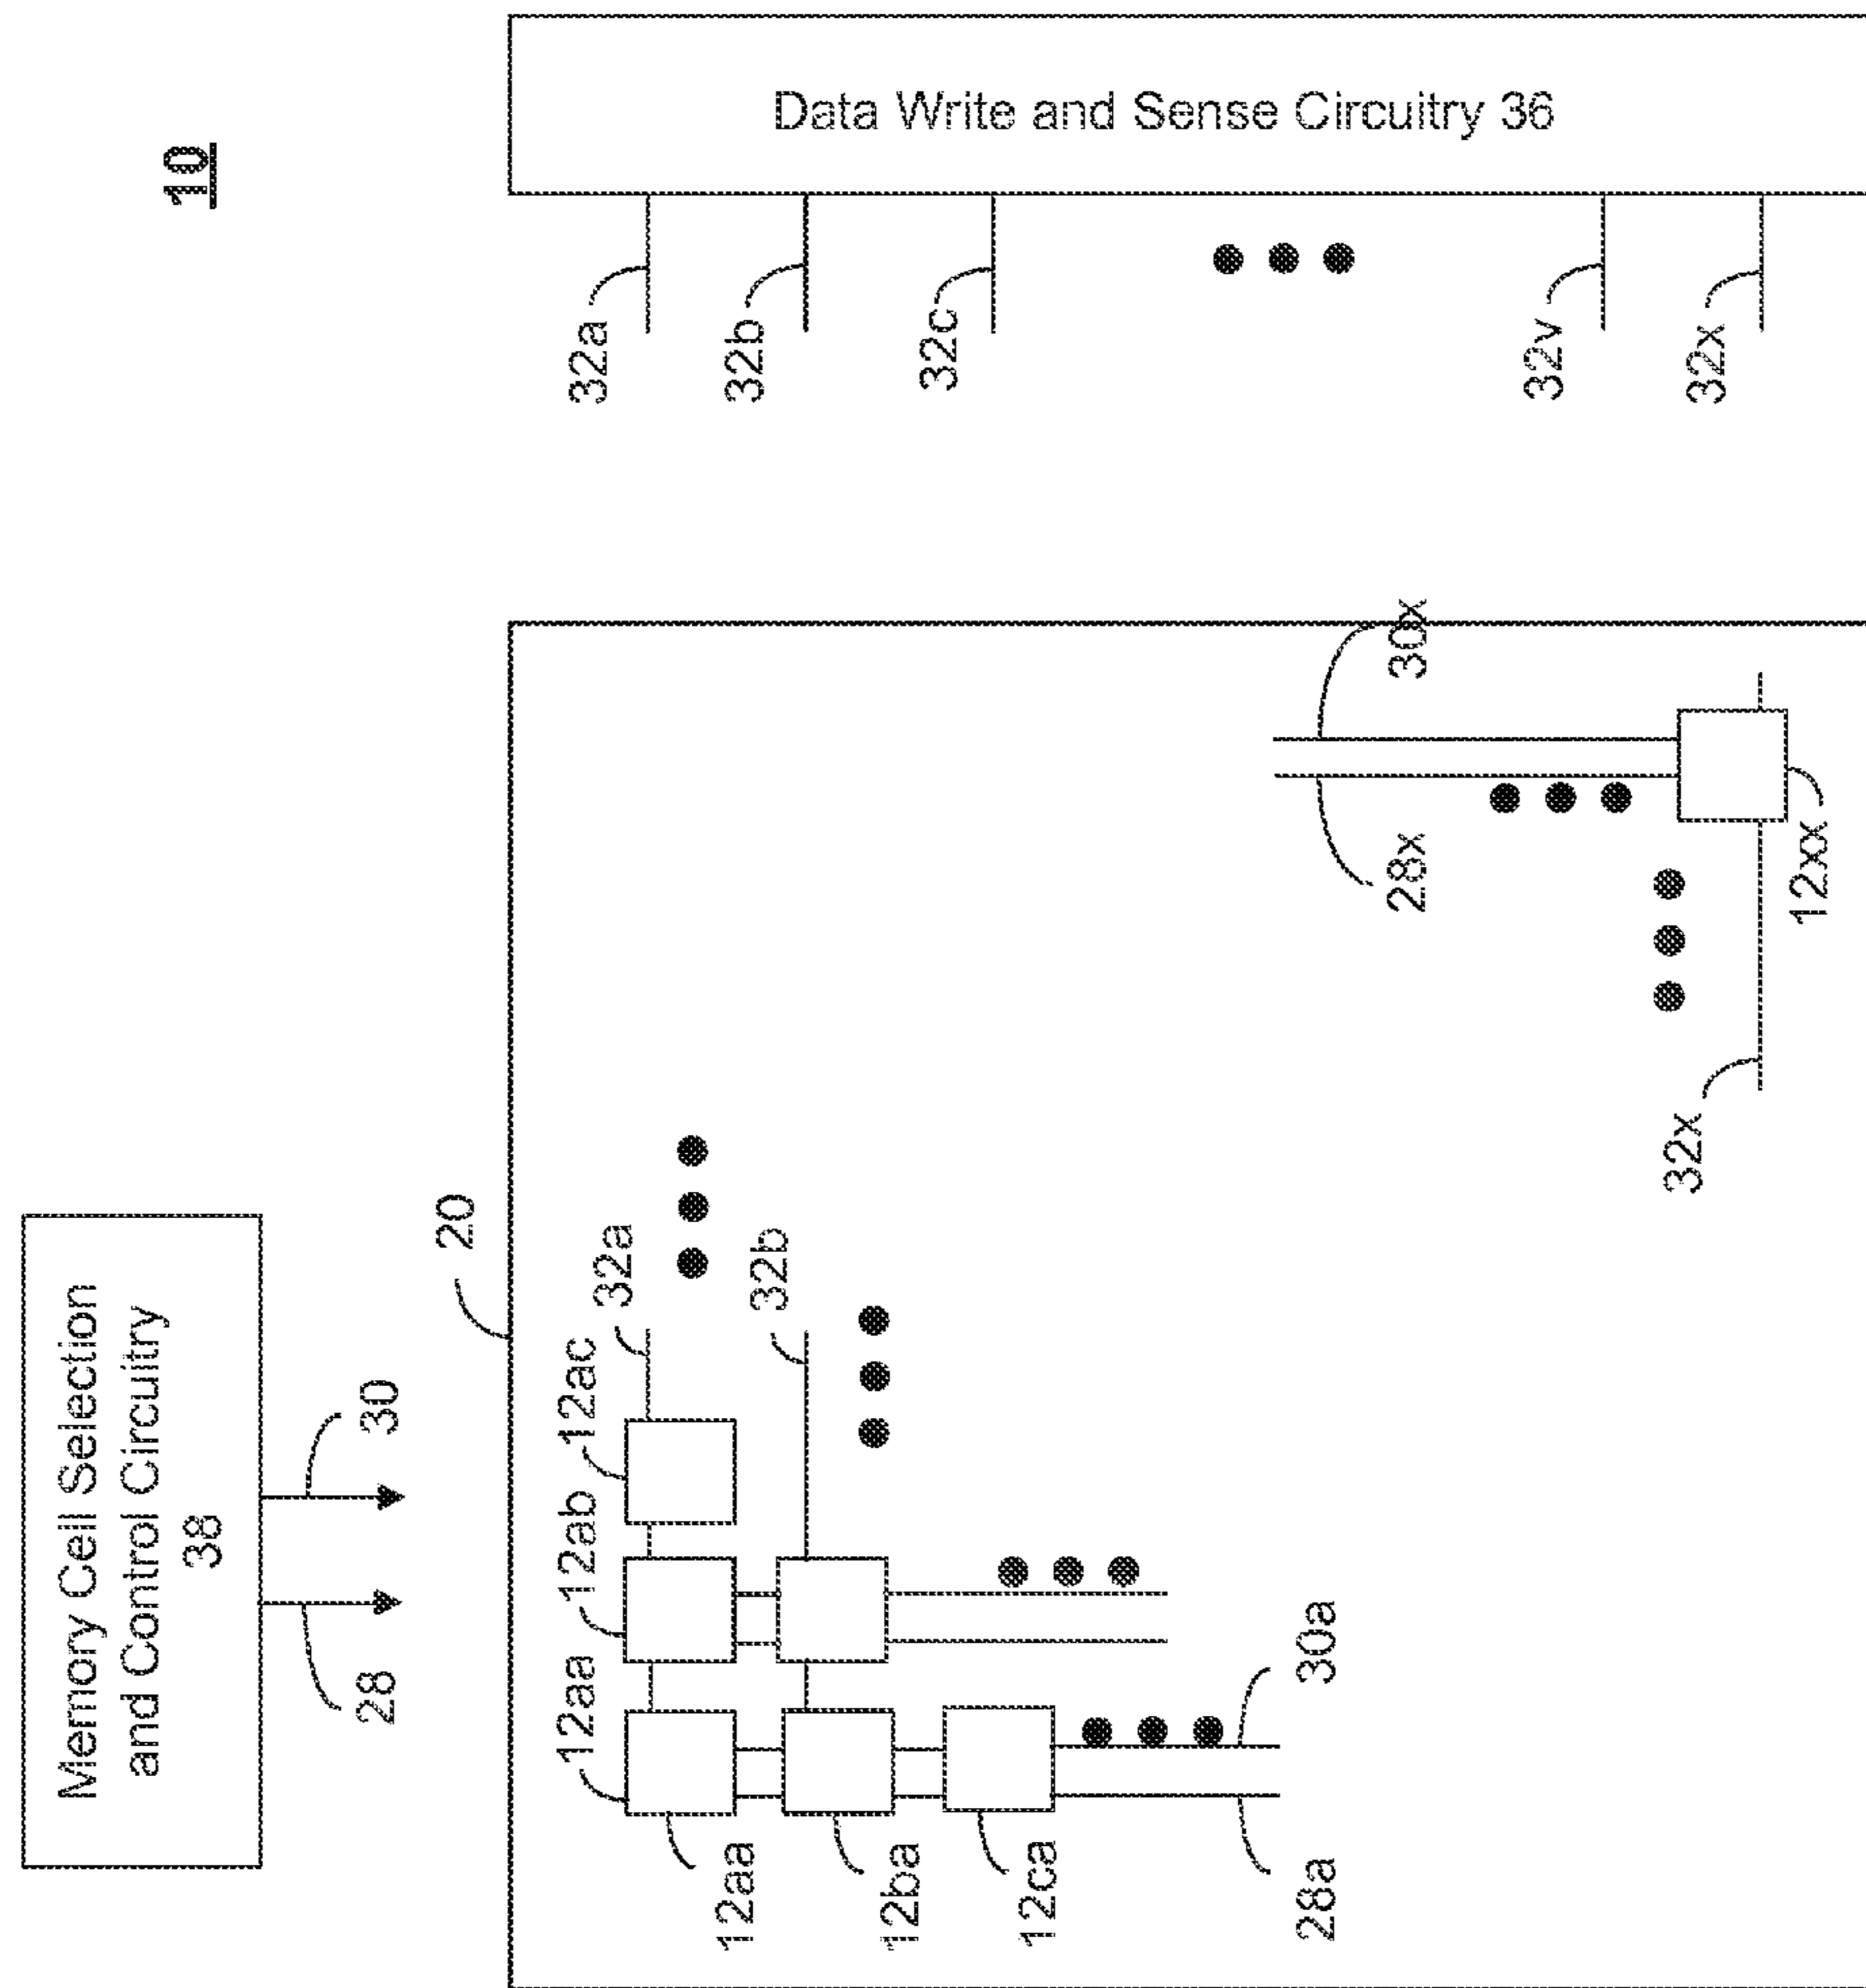 10
Data Write and Sense Circuitry 36
32a
32b
32c
32v
32x
Memory Cell Selection
and Control Circuitry
38
28
30
20
12aa
12ab
12ac
32a
32b
12aa
12ba
12ca
28a
30a
28x
30x
32x
12xx